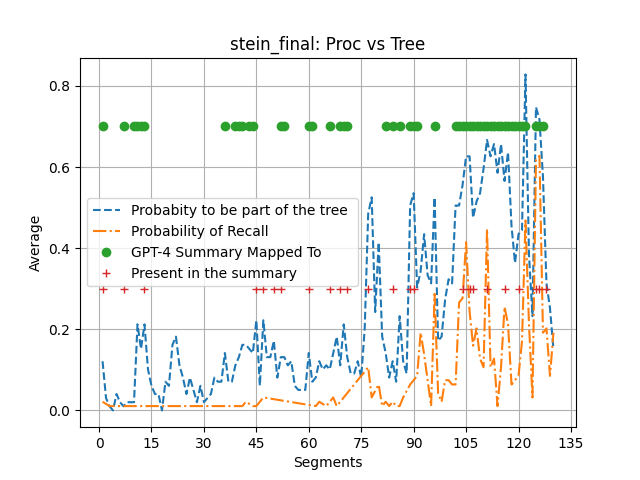 stein_final: Proc vs Tree
0.8
0.6
0.4
0.2
0.0
Average
Probabity to be part of the tree
Probability of Recall
GPT-4 Summary Mapped To
Present in the summary
0 15 30 45 60 75 90 105 120 135
Segments